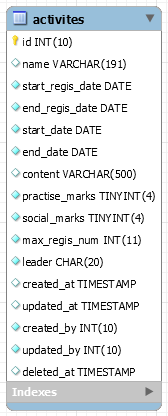 activites
id INT(10)
name VARCHAR(191)
start_regis_date DATE
end_regis_date DATE
start_date DATE
end_date DATE
content VARCHAR(500)
practise_marks TINYINT(4)
social_marks TINYINT(4)
max_regis_num INT(11)
leader CHAR(20)
created_at TIMESTAMP
updated_at TIMESTAMP
created_by INT(10)
updated_by INT(10)
deleted_at TIMESTAMP
Indexes